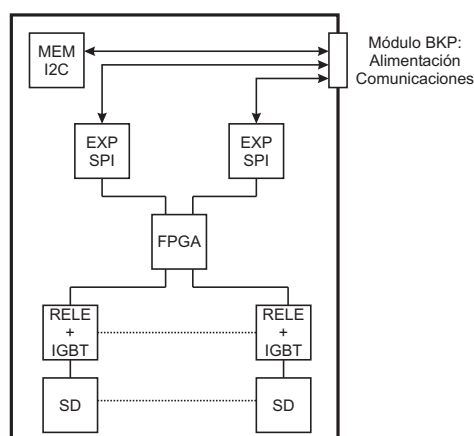 MEM
I2C
Módulo BKP:
Alimentación
Comunicaciones
EXP
SPI
EXP
SPI
FPGA
RELE
+
IGBT
RELE
+
IGBT
SD
SD